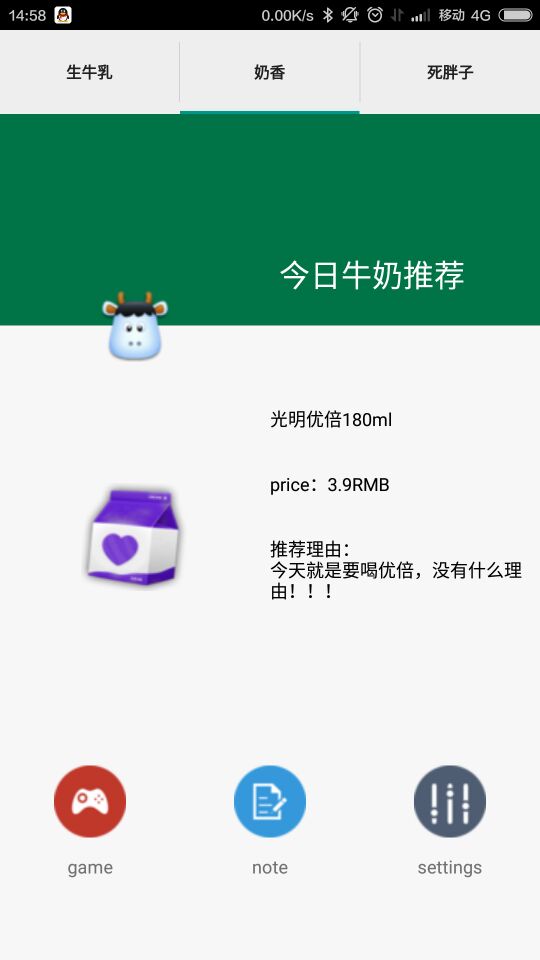 14:58 0.00K/s 移动 4G
生牛乳 奶香 死胖子
今日牛奶推荐
光明优倍180ml
price：3.9RMB
推荐理由：
今天就是要喝优倍，没有什么理
由！！！
game note settings